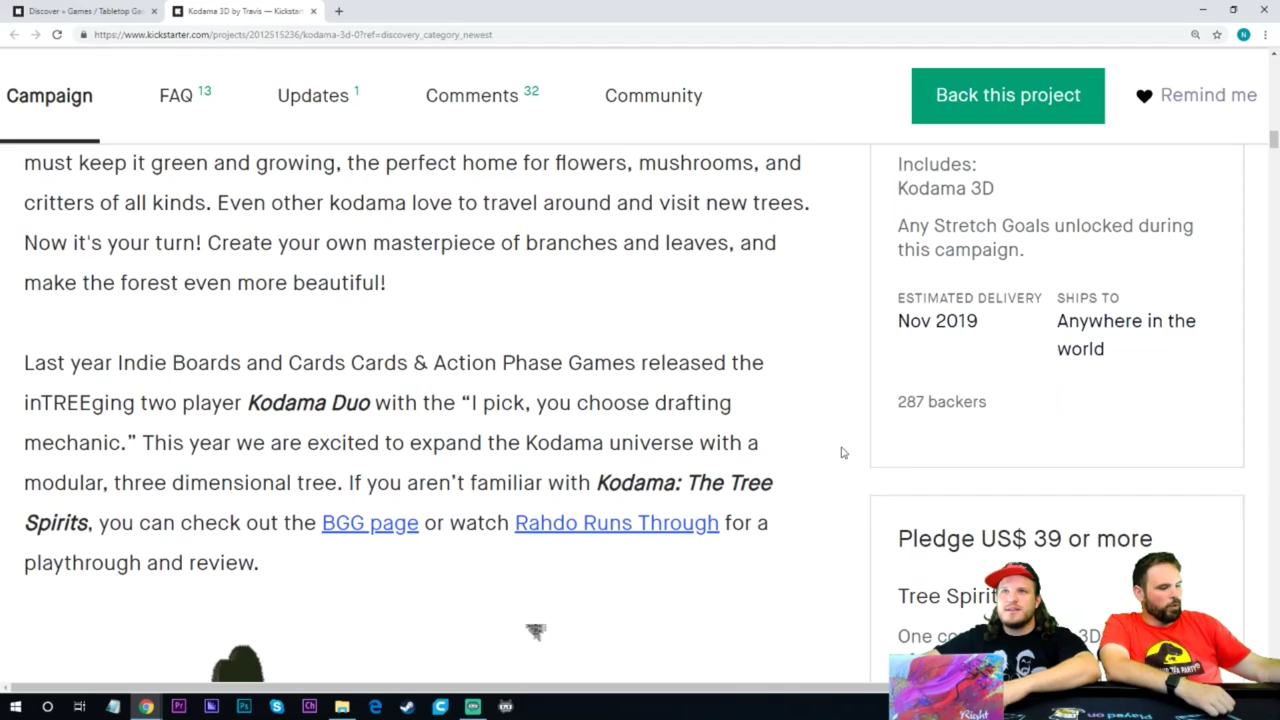 Discover » Games / Tabletop Ga
Kodama 3D by Travis — Kickstar
https://www.kickstarter.com/projects/2012515236/kodama-3d-0?ref=discovery_category_newest
Campaign
FAQ 13
Updates 1
Comments 32
Community
Back this project
Remind me
must keep it green and growing, the perfect home for flowers, mushrooms, and
critters of all kinds. Even other kodama love to travel around and visit new trees.
Now it's your turn! Create your own masterpiece of branches and leaves, and
make the forest even more beautiful!
Last year Indie Boards and Cards Cards & Action Phase Games released the
inTREEging two player Kodama Duo with the “I pick, you choose drafting
mechanic.” This year we are excited to expand the Kodama universe with a
modular, three dimensional tree. If you aren’t familiar with Kodama: The Tree
Spirits, you can check out the BGG page or watch Rahdo Runs Through for a
playthrough and review.
Includes:
Kodama 3D
Any Stretch Goals unlocked during
this campaign.
ESTIMATED DELIVERY
Nov 2019
SHIPS TO
Anywhere in the
world
287 backers
Pledge US$ 39 or more
Tree Spirit
One co
3D